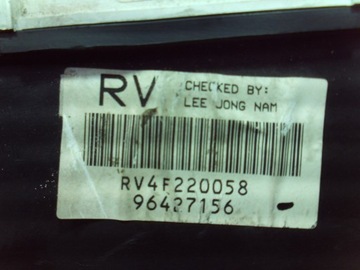 RV
CHECKED BY:
LEE JONG NAM
RV4F220058
96427156